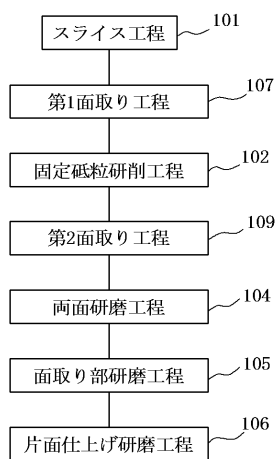 スライス工程 101
第1面取り工程 107
固定砥粒研削工程 102
第2面取り工程 109
両面研磨工程 104
面取り部研磨工程 105
片面仕上げ研磨工程 106